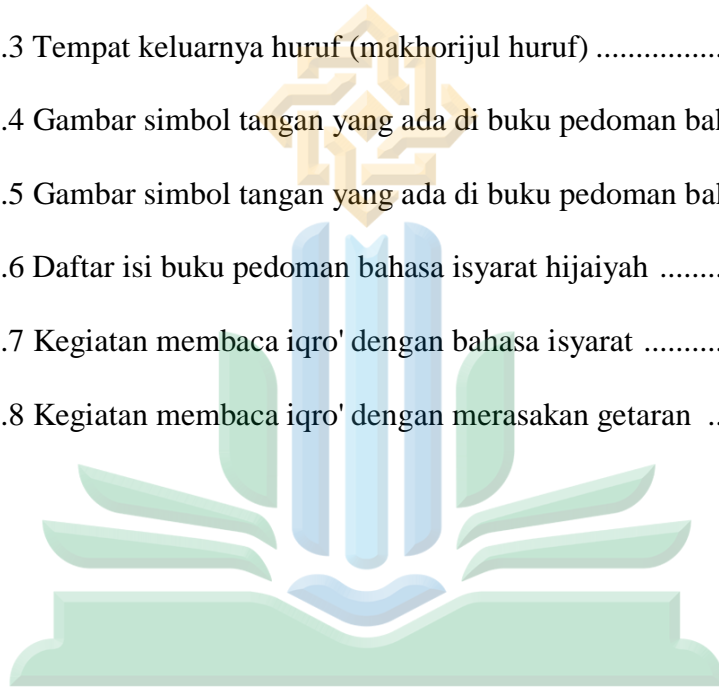 .3 Tempat keluarnya huruf (makhorijul huruf) ................
.4 Gambar simbol tangan yang ada di buku pedoman
.5 Gambar simbol tangan yang ada di buku pedoman
.6 Daftar isi buku pedoman bahasa isyarat hijaiyah ........
.7 Kegiatan membaca iqro' dengan bahasa isyarat ..........
.8 Kegiatan membaca iqro' dengan merasakan getaran ..